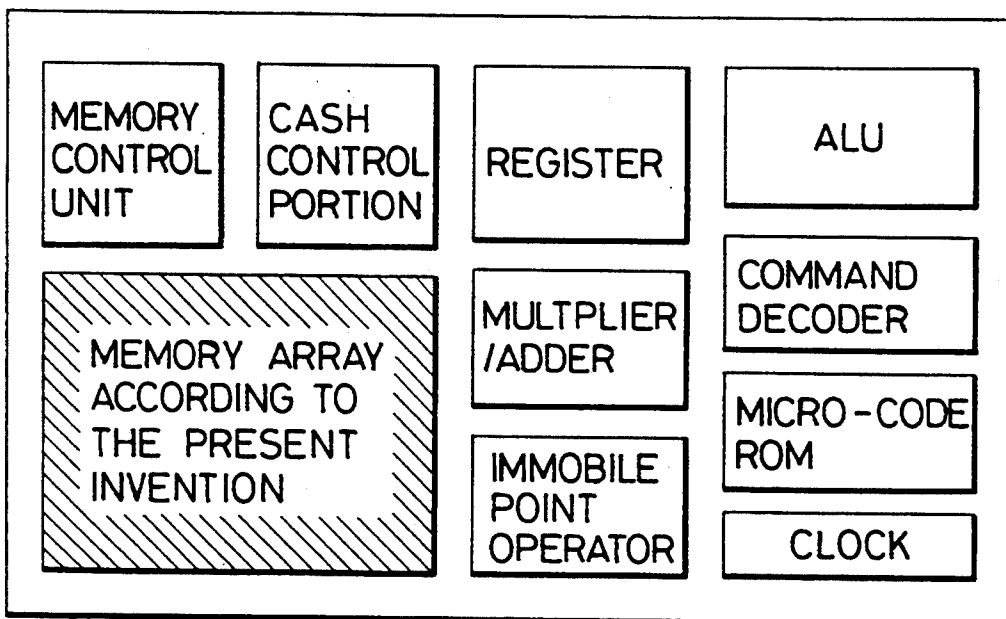 MEMORY
CONTROL
UNIT
CASH
CONTROL
PORTION
REGISTER
ALU
MEMORY ARRAY
ACCORDING TO
THE PRESENT
INVENTION
MULTPLIER
/ADDER
COMMAND
DECODER
IMMOBILE
POINT
OPERATOR
MICRO-CODE
ROM
CLOCK